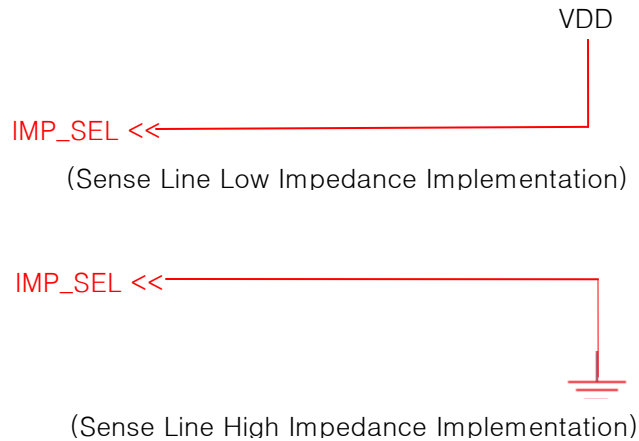 VDD
IMP_SEL <<
(Sense Line Low Impedance Implementation)
IMP_SEL <<
(Sense Line High Impedance Implementation)